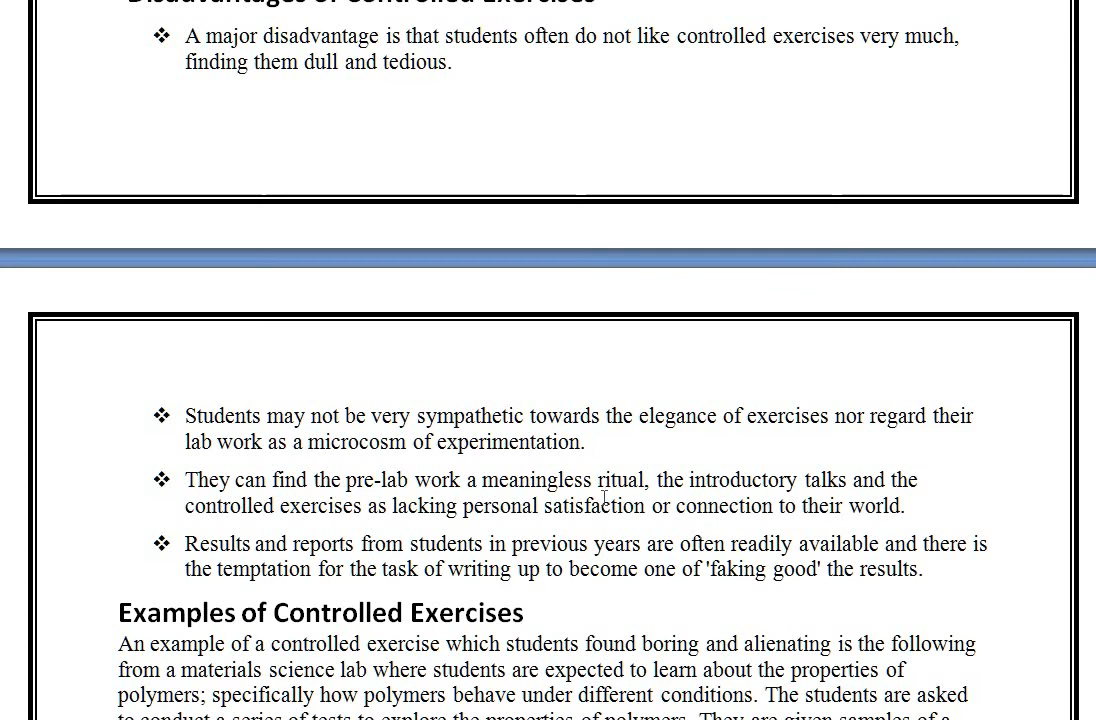 Disadvantages of Controlled Exercises
❖ A major disadvantage is that students often do not like controlled exercises very much,
finding them dull and tedious.
❖ Students may not be very sympathetic towards the elegance of exercises nor regard their
lab work as a microcosm of experimentation.
❖ They can find the pre-lab work a meaningless ritual, the introductory talks and the
controlled exercises as lacking personal satisfaction or connection to their world.
❖ Results and reports from students in previous years are often readily available and there is
the temptation for the task of writing up to become one of 'faking good' the results.
Examples of Controlled Exercises
An example of a controlled exercise which students found boring and alienating is the following
from a materials science lab where students are expected to learn about the properties of
polymers; specifically how polymers behave under different conditions. The students are asked
to conduct a series of tests to explore the properties of polymers. They are given samples of a